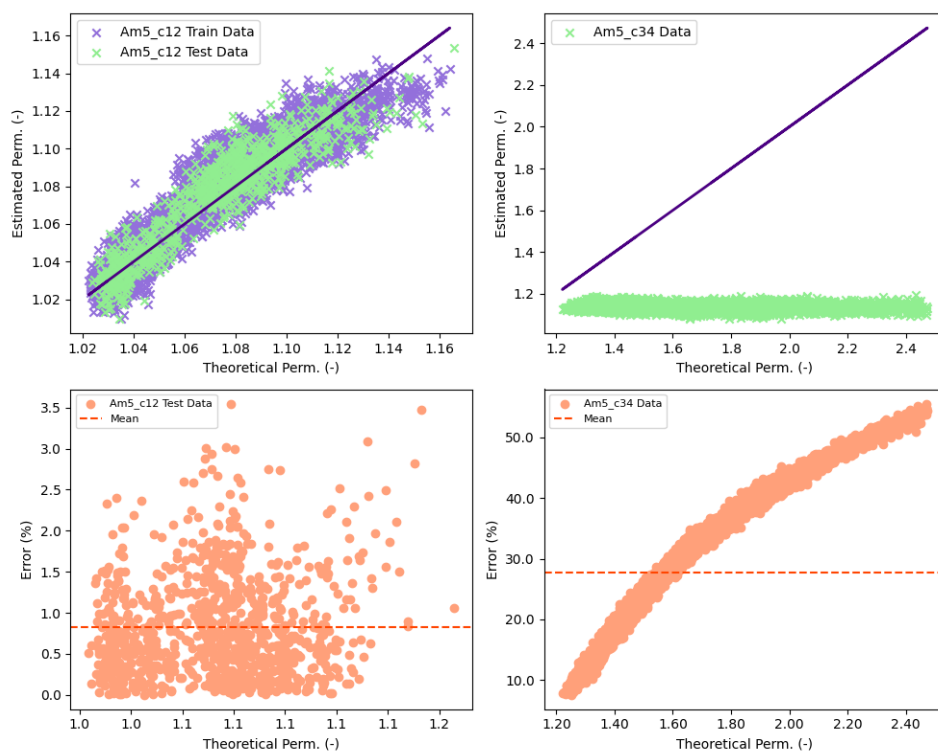 Am5_c12 Train Data
Am5_c12 Test Data
Estimated Perm. (-)
1.16
1.14
1.12
1.10
1.08
1.06
1.04
1.02
1.02 1.04 1.06 1.08 1.10 1.12 1.14 1.16
Theoretical Perm. (-)
Am5_c34 Data
Estimated Perm. (-)
2.4
2.2
2.0
1.8
1.6
1.4
1.2
1.2 1.4 1.6 1.8 2.0 2.2 2.4
Theoretical Perm. (-)
Am5_c12 Test Data
Mean
Error (%)
3.5
3.0
2.5
2.0
1.5
1.0
0.5
0.0
1.0 1.0 1.1 1.1 1.1 1.1 1.1 1.2
Theoretical Perm. (-)
Am5_c34 Data
Mean
Error (%)
50.0
40.0
30.0
20.0
10.0
1.20 1.40 1.60 1.80 2.00 2.20 2.40
Theoretical Perm. (-)